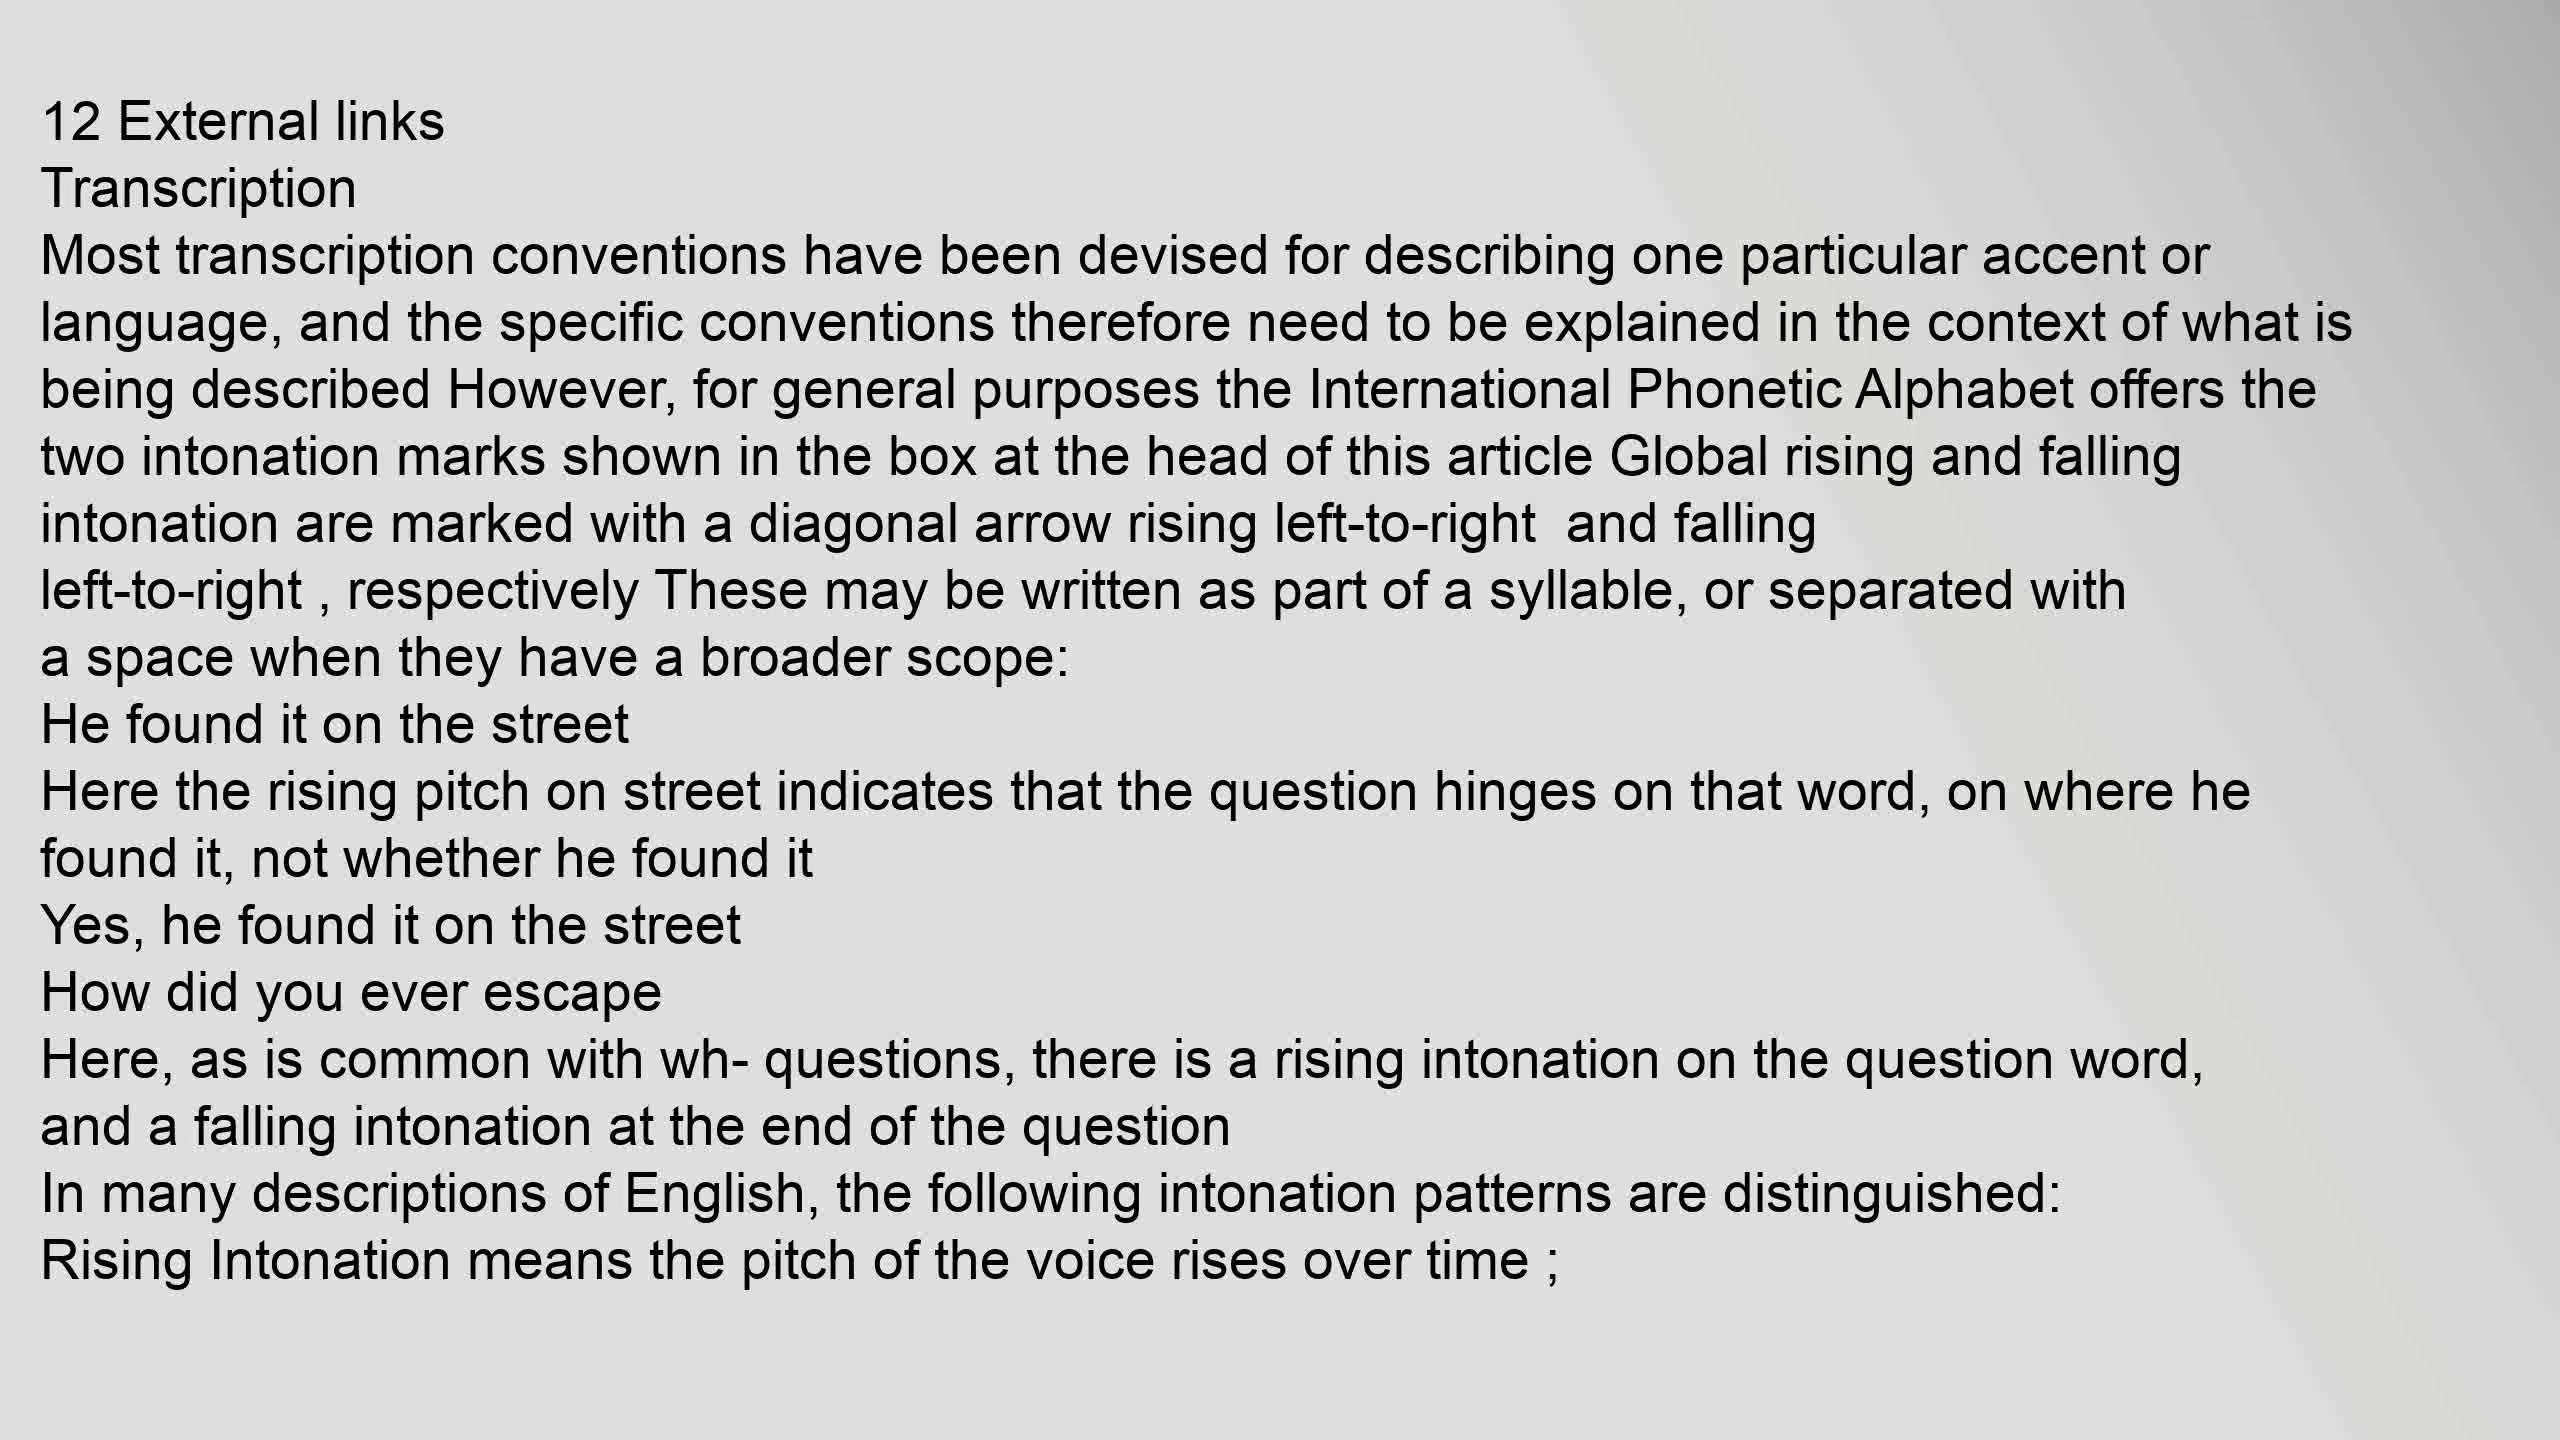 12 External links
Transcription
Most transcription conventions have been devised for describing one particular accent or
language, and the specific conventions therefore need to be explained in the context of what is
being described However, for general purposes the International Phonetic Alphabet offers the
two intonation marks shown in the box at the head of this article Global rising and falling
intonation are marked with a diagonal arrow rising left-to-right  and falling
left-to-right , respectively These may be written as part of a syllable, or separated with
a space when they have a broader scope:
He found it on the street
Here the rising pitch on street indicates that the question hinges on that word, on where he
found it, not whether he found it
Yes, he found it on the street
How did you ever escape
Here, as is common with wh- questions, there is a rising intonation on the question word,
and a falling intonation at the end of the question
In many descriptions of English, the following intonation patterns are distinguished:
Rising Intonation means the pitch of the voice rises over time ;